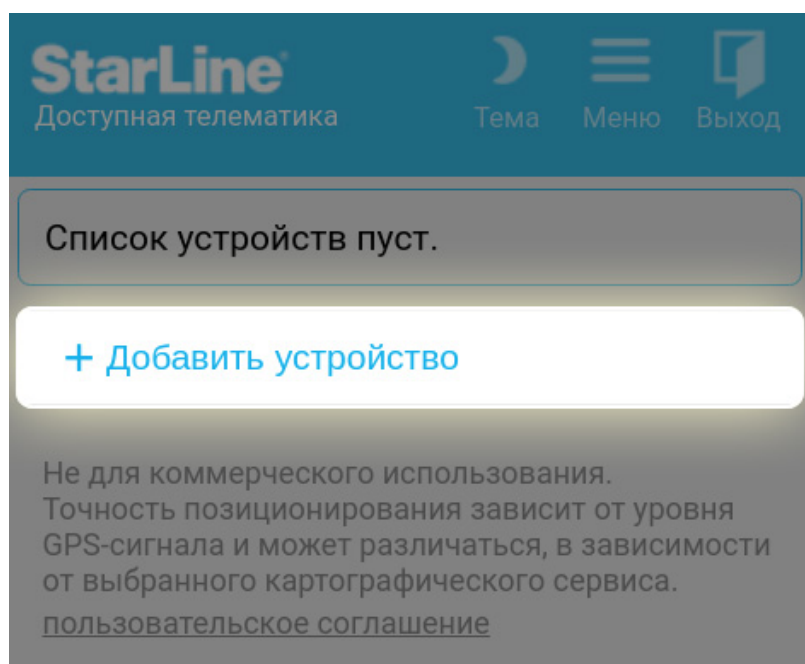 StarLine
Доступная телематика
Тема
Меню
Выход
Список устройств пуст.
+ Добавить устройство
Не для коммерческого использования.
Точность позиционирования зависит от уровня
GPS-сигнала и может различаться, в зависимости
от выбранного картографического сервиса.
пользовательское соглашение